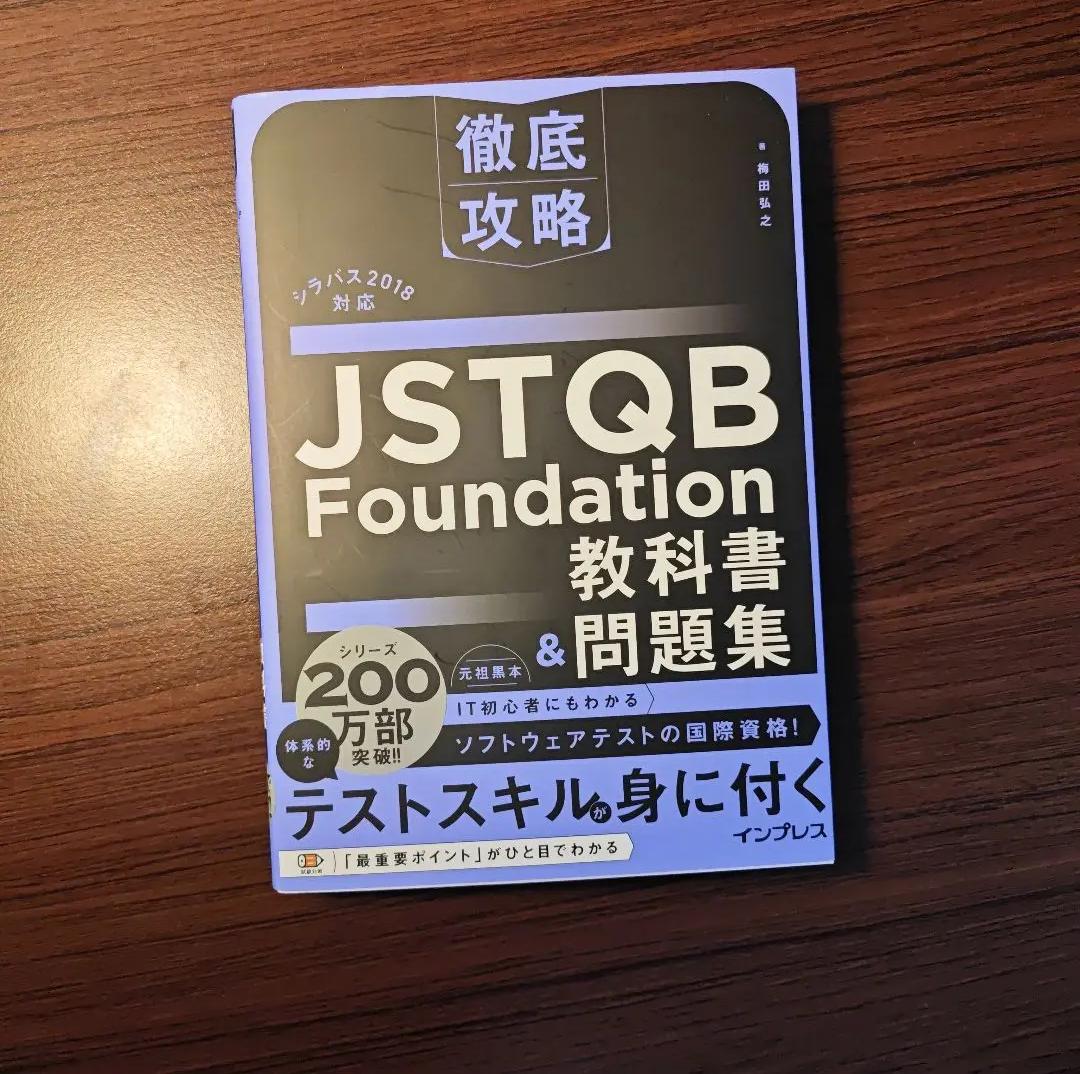 徹底
攻略
著 梅田弘之
シラバス2018
対応
JSTQB
Foundation
教科書
&問題集
シリーズ
200
万部
突破!!
元祖黒本
IT初心者にもわかる
ソフトウェアテストの国際資格!
体系的
な
テストスキルが身に付く
インプレス
「最重要ポイント」がひと目でわかる